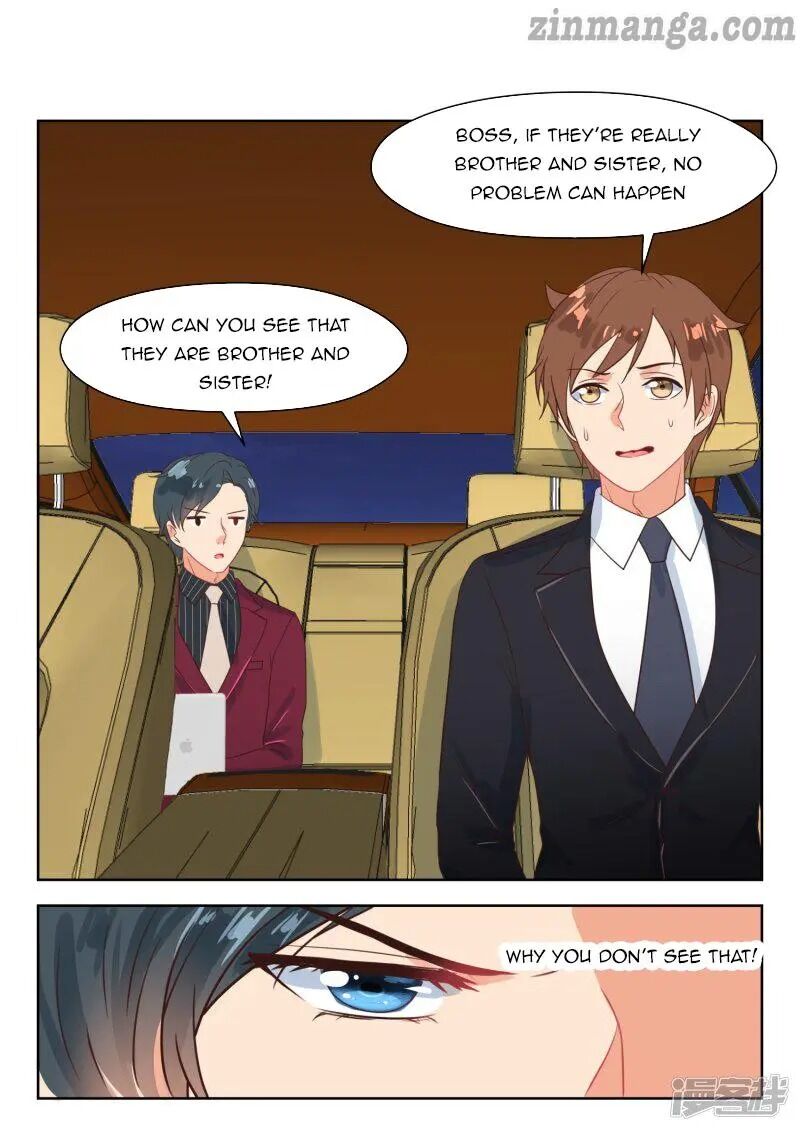 zinmanga.com
BOSS, IF THEY'RE REALLY
BROTHER AND SISTER, NO
PROBLEM CAN HAPPEN
HOW CAN YOU SEE THAT
THEY ARE BROTHER AND
SISTER!
WHY YOU DON'T SEE THAT!
漫客栈